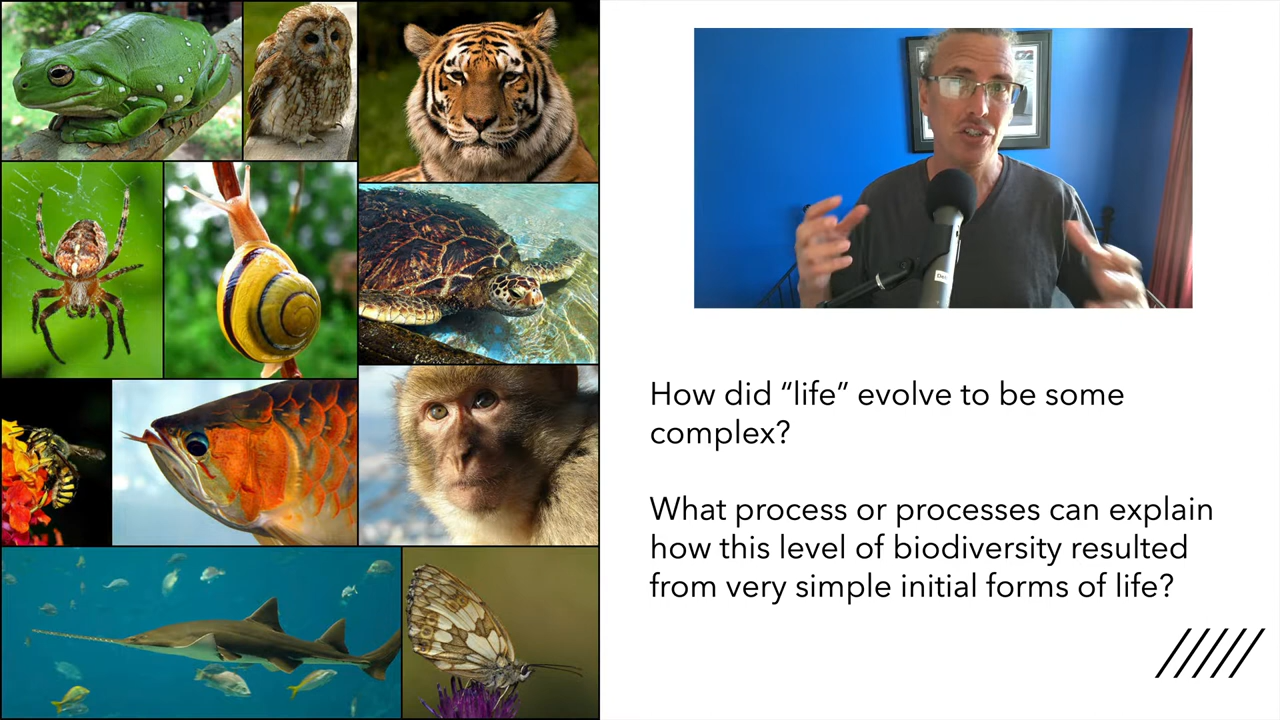 How did “life” evolve to be some
complex?
What process or processes can explain
how this level of biodiversity resulted
from very simple initial forms of life?